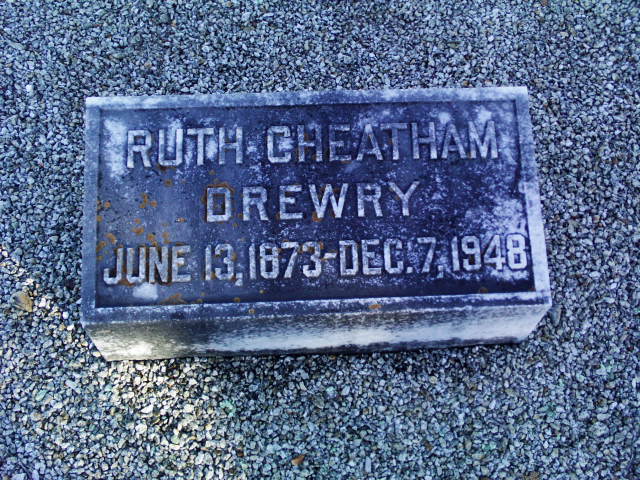 RUTH CHEATHAM
DREWRY
JUNE 13, 1873-DEC. 7, 1948